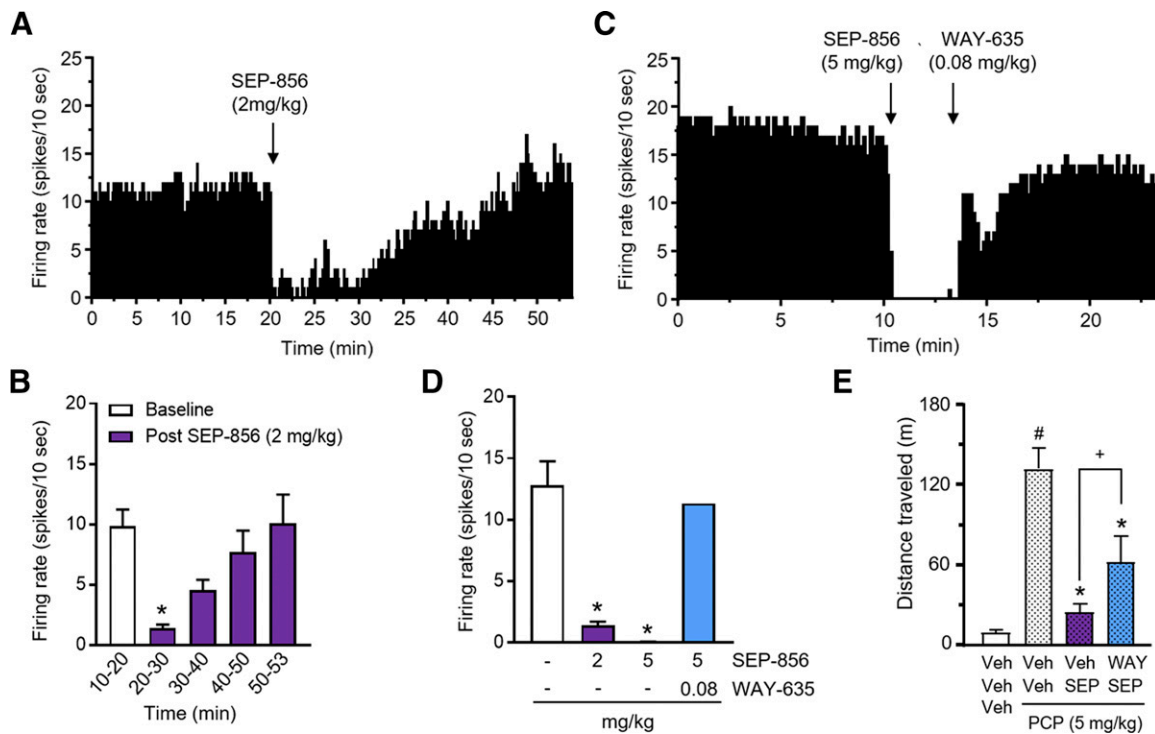 A
SEP-856
(2mg/kg)
Firing rate (spikes/10 sec)
25
20
15
10
5
0
0 5 10 15 20 25 30 35 40 45 50
Time (min)
C
SEP-856
(5 mg/kg)
WAY-635
(0.08 mg/kg)
Firing rate (spikes/10 sec)
25
20
15
10
5
0
0 5 10 15 20
Time (min)
B
Baseline
Post SEP-856 (2 mg/kg)
Firing rate (spikes/10 sec)
20
15
10
5
0
*
10-20 20-30 30-40 40-50 50-53
Time (min)
D
Firing rate (spikes/10 sec)
20
15
10
5
0
* *
- 2 5 5 SEP-856
- - - 0.08 WAY-635
mg/kg
E
Distance traveled (m)
180
120
60
0
# + * *
Veh Veh Veh WAY
Veh Veh SEP SEP
Veh
PCP (5 mg/kg)